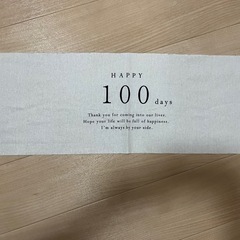 HAPPY
100 days
Thank you for coming into our lives.
Hope your life will be full of happiness.
I'm always by your side.